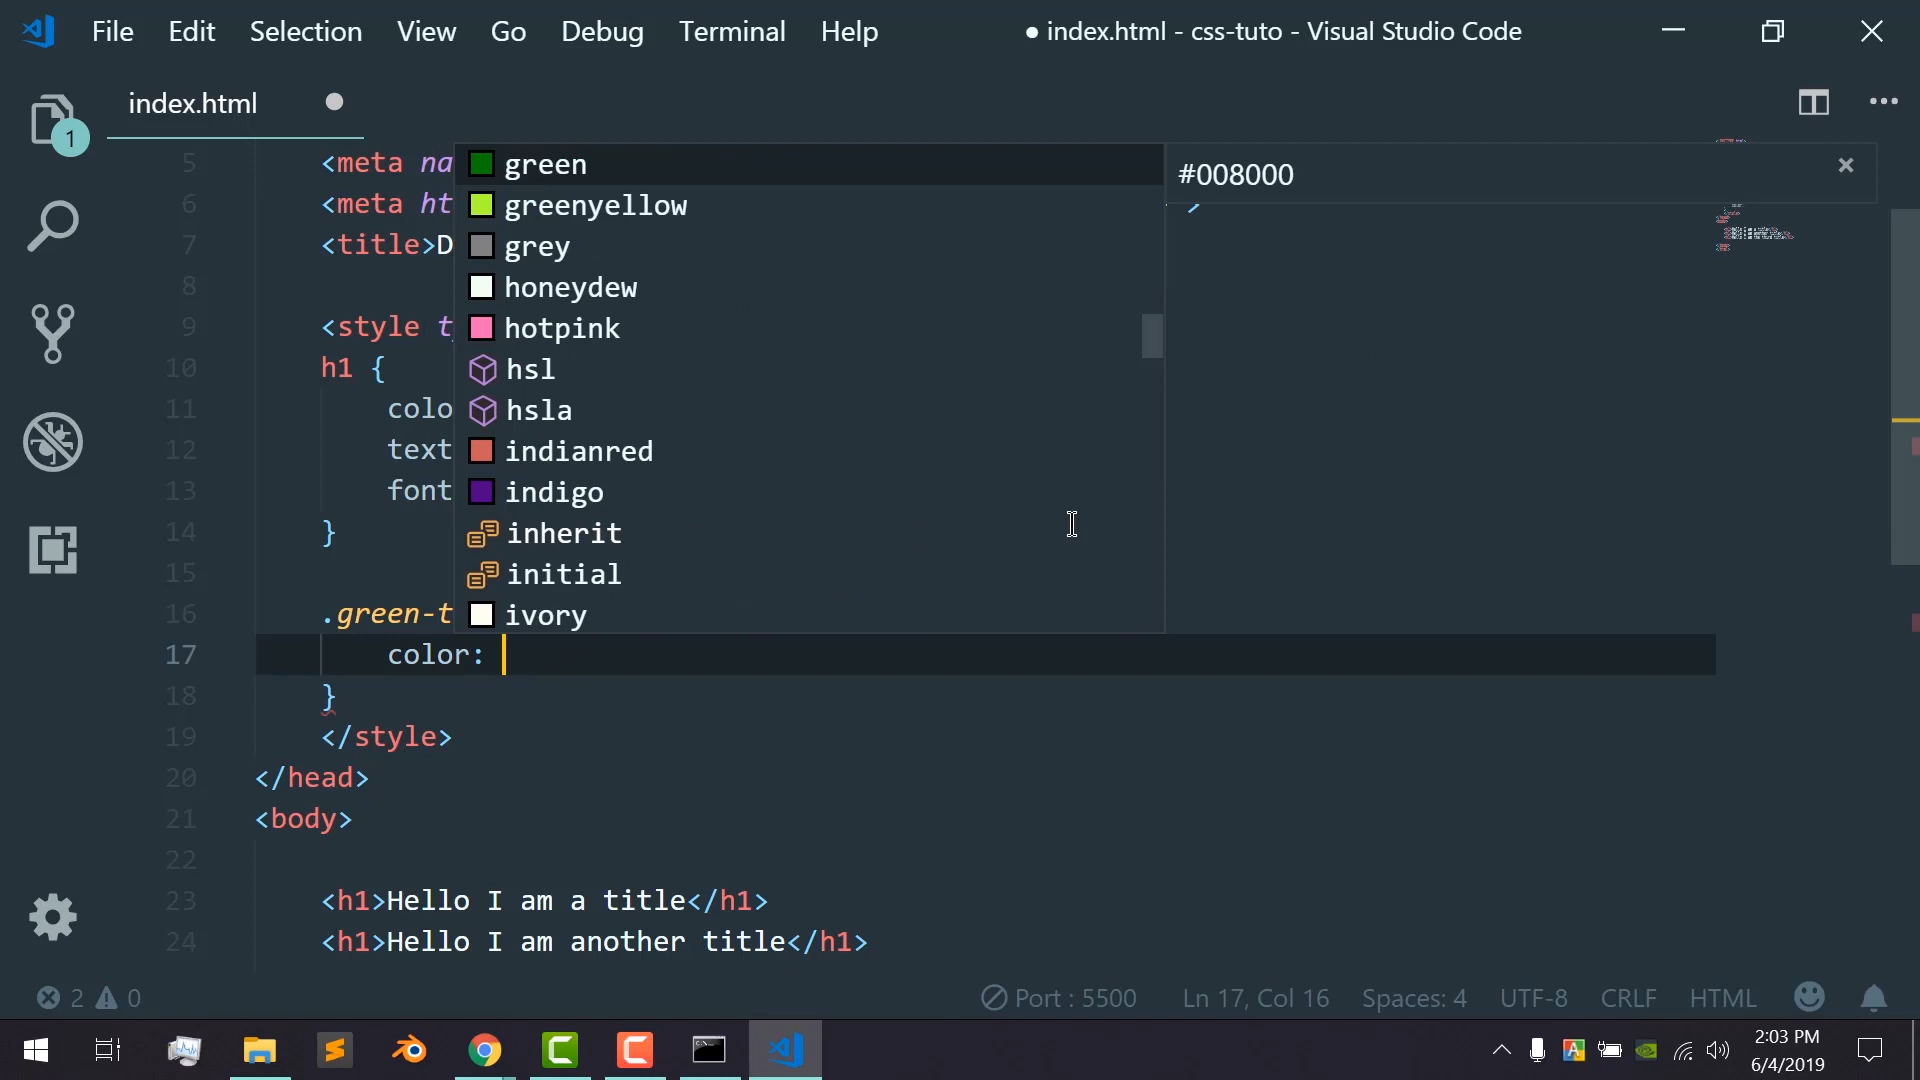 File Edit Selection View Go Debug Terminal Help ● index.html - css-tuto - Visual Studio Code
1
index.html
5 <meta na
6 <meta ht
7 <title>D
8
9 <style t
10 h1 {
11 colo
12 text
13 font
14 }
15
16 .green-t
green
greenyellow
grey
honeydew
hotpink
hsl
hsla
indianred
indigo
inherit
initial
ivory
#008000
>
17 color:
18 }
19 </style>
20 </head>
21 <body>
22
23 <h1>Hello I am a title</h1>
24 <h1>Hello I am another title</h1>
2 0 Port : 5500 Ln 17, Col 16 Spaces: 4 UTF-8 CRLF HTML
2:03 PM
6/4/2019